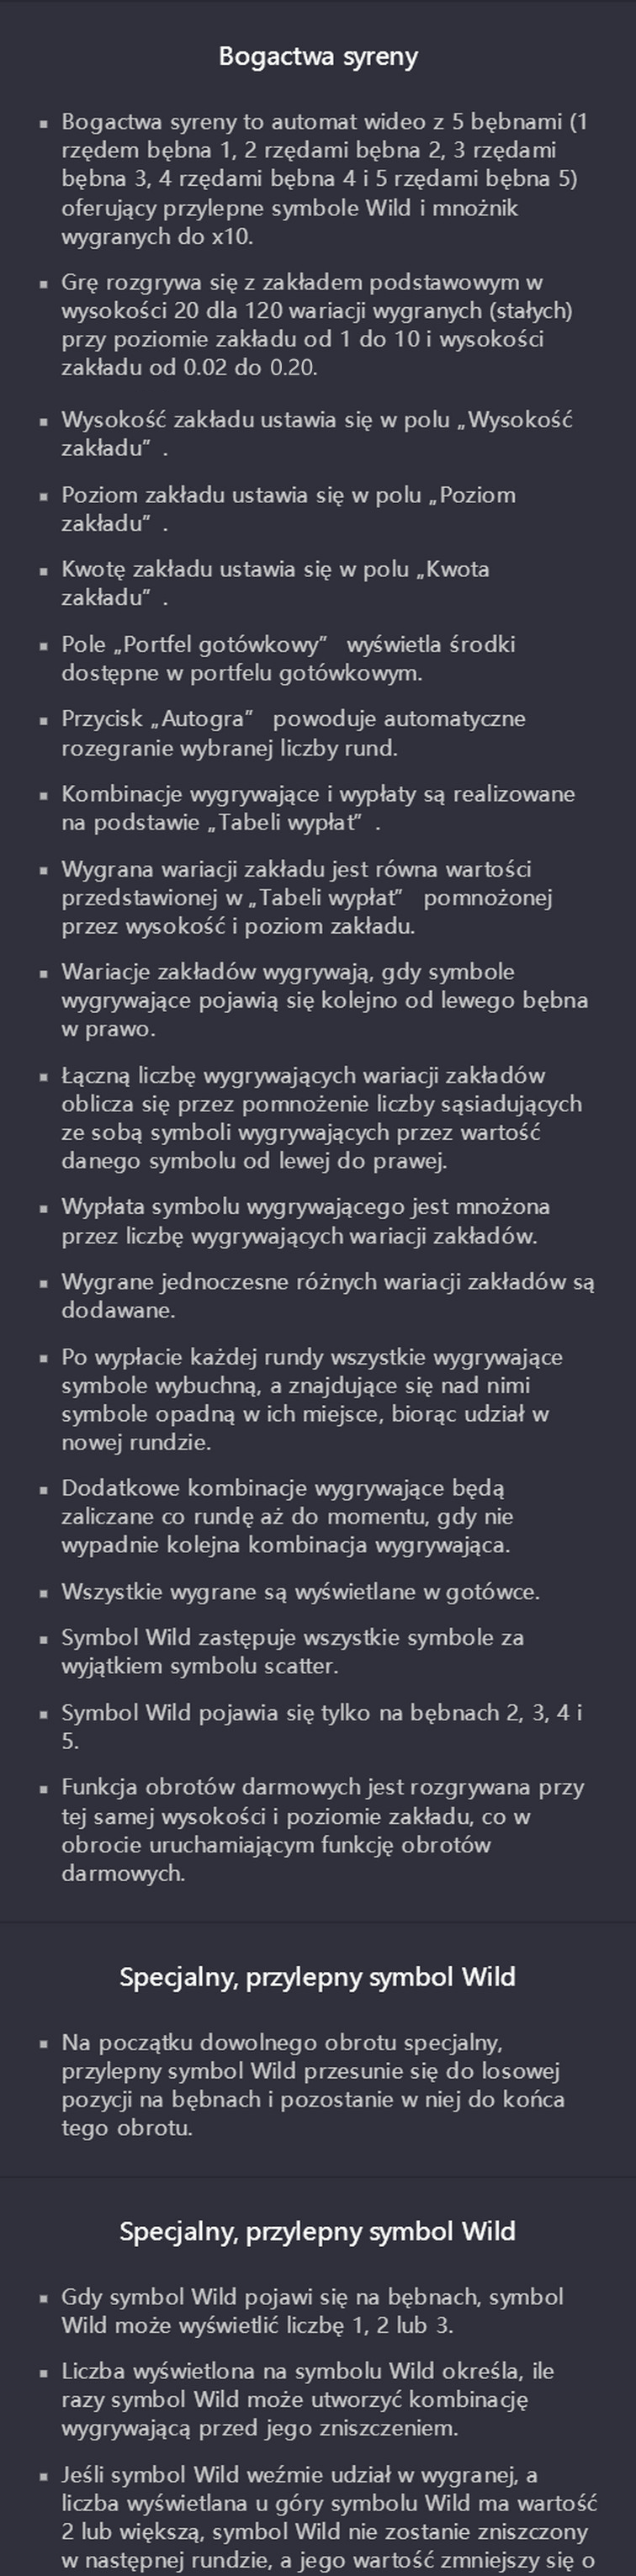 Bogactwa syreny
▪ Bogactwa syreny to automat wideo z 5 bębnami (1
rzędem bębna 1, 2 rzędami bębna 2, 3 rzędami
bębna 3, 4 rzędami bębna 4 i 5 rzędami bębna 5)
oferujący przylepne symbole Wild i mnożnik
wygranych do x10.
▪ Grę rozgrywa się z zakładem podstawowym w
wysokości 20 dla 120 wariacji wygranych (stałych)
przy poziomie zakładu od 1 do 10 i wysokości
zakładu od 0.02 do 0.20.
▪ Wysokość zakładu ustawia się w polu „Wysokość
zakładu” .
▪ Poziom zakładu ustawia się w polu „Poziom
zakładu” .
▪ Kwotę zakładu ustawia się w polu „Kwota
zakładu” .
▪ Pole „Portfel gotówkowy” wyświetla środki
dostępne w portfelu gotówkowym.
▪ Przycisk „Autogra” powoduje automatyczne
rozegranie wybranej liczby rund.
▪ Kombinacje wygrywające i wypłaty są realizowane
na podstawie „Tabeli wypłat” .
▪ Wygrana wariacji zakładu jest równa wartości
przedstawionej w „Tabeli wypłat” pomnożonej
przez wysokość i poziom zakładu.
▪ Wariacje zakładów wygrywają, gdy symbole
wygrywające pojawią się kolejno od lewego bębna
w prawo.
▪ Łączną liczbę wygrywających wariacji zakładów
oblicza się przez pomnożenie liczby sąsiadujących
ze sobą symboli wygrywających przez wartość
danego symbolu od lewej do prawej.
▪ Wypłata symbolu wygrywającego jest mnożona
przez liczbę wygrywających wariacji zakładów.
▪ Wygrane jednoczesne różnych wariacji zakładów są
dodawane.
▪ Po wypłacie każdej rundy wszystkie wygrywające
symbole wybuchną, a znajdujące się nad nimi
symbole opadną w ich miejsce, biorąc udział w
nowej rundzie.
▪ Dodatkowe kombinacje wygrywające będą
zaliczane co rundę aż do momentu, gdy nie
wypadnie kolejna kombinacja wygrywająca.
▪ Wszystkie wygrane są wyświetlane w gotówce.
▪ Symbol Wild zastępuje wszystkie symbole za
wyjątkiem symbolu scatter.
▪ Symbol Wild pojawia się tylko na bębnach 2, 3, 4 i
5.
▪ Funkcja obrotów darmowych jest rozgrywana przy
tej samej wysokości i poziomie zakładu, co w
obrocie uruchamiającym funkcję obrotów
darmowych.
Specjalny, przylepny symbol Wild
▪ Na początku dowolnego obrotu specjalny,
przylepny symbol Wild przesunie się do losowej
pozycji na bębnach i pozostanie w niej do końca
tego obrotu.
Specjalny, przylepny symbol Wild
▪ Gdy symbol Wild pojawi się na bębnach, symbol
Wild może wyświetlić liczbę 1, 2 lub 3.
▪ Liczba wyświetlona na symbolu Wild określa, ile
razy symbol Wild może utworzyć kombinację
wygrywającą przed jego zniszczeniem.
▪ Jeśli symbol Wild weźmie udział w wygranej, a
liczba wyświetlana u góry symbolu Wild ma wartość
2 lub większą, symbol Wild nie zostanie zniszczony
w następnej rundzie, a jego wartość zmniejszy się o